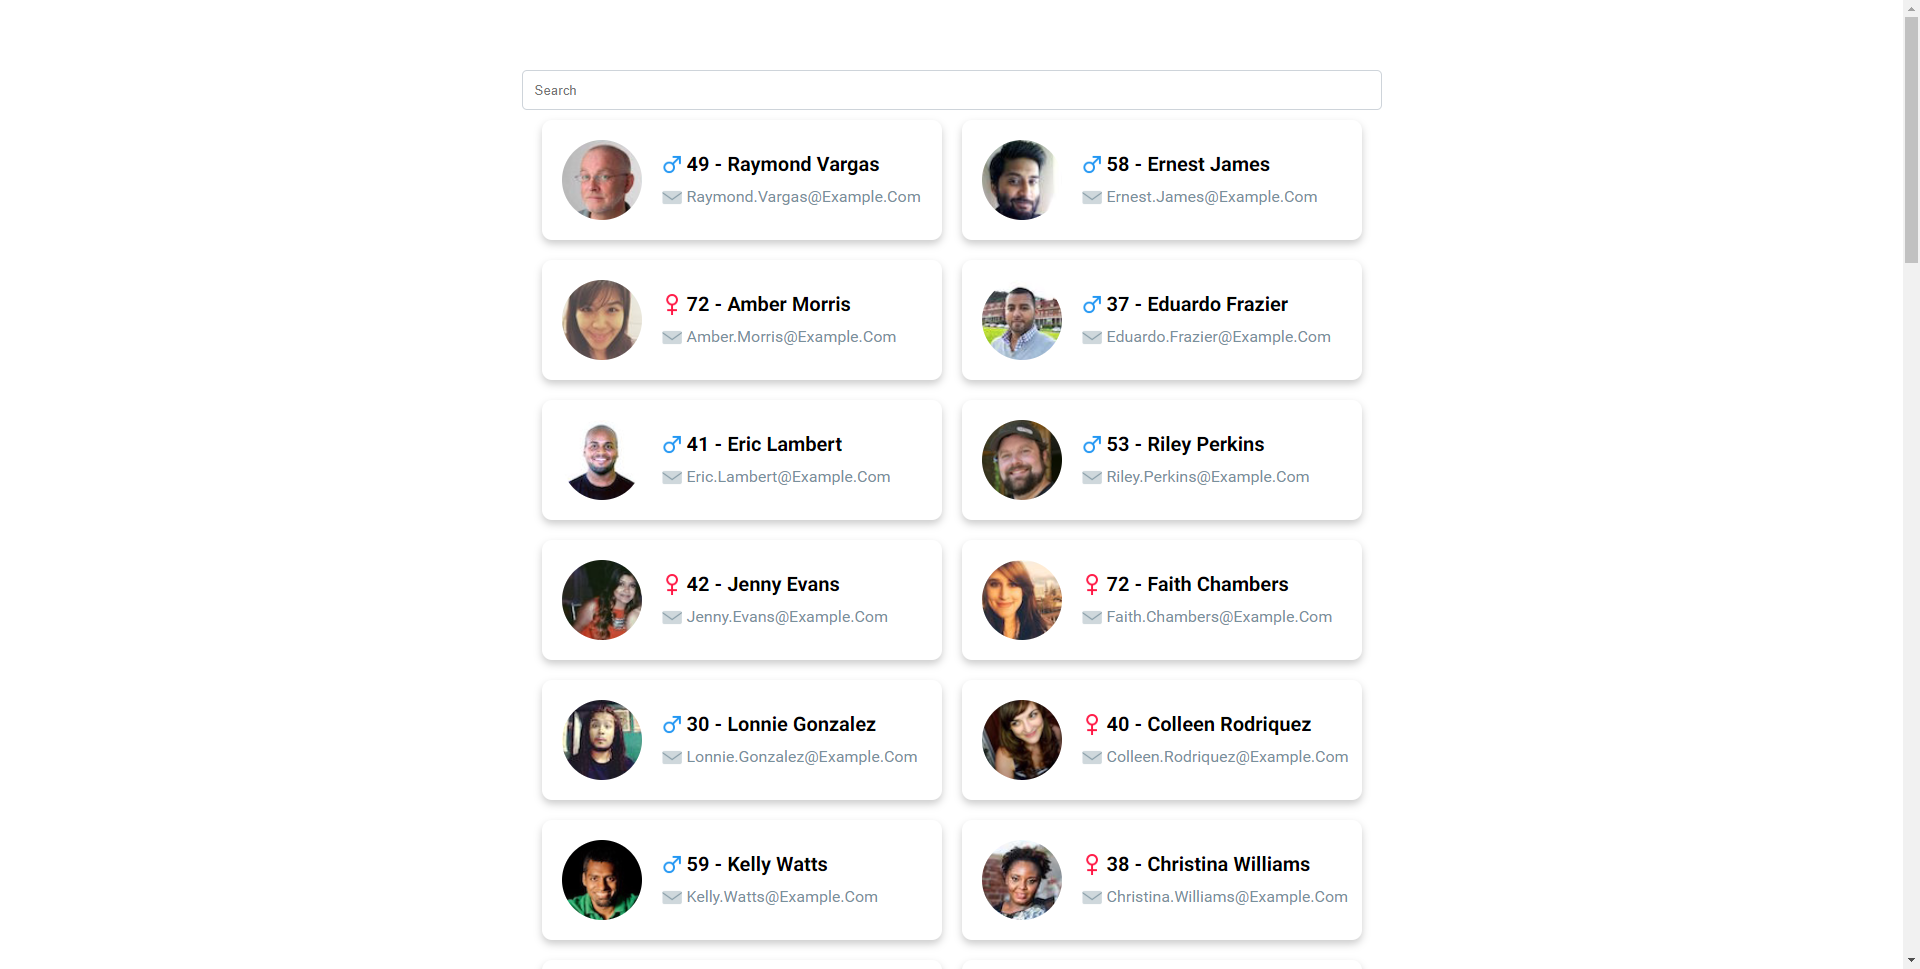 Search
49 - Raymond Vargas
Raymond.Vargas@Example.Com
58 - Ernest James
Ernest.James@Example.Com
72 - Amber Morris
Amber.Morris@Example.Com
37 - Eduardo Frazier
Eduardo.Frazier@Example.Com
41 - Eric Lambert
Eric.Lambert@Example.Com
53 - Riley Perkins
Riley.Perkins@Example.Com
42 - Jenny Evans
Jenny.Evans@Example.Com
72 - Faith Chambers
Faith.Chambers@Example.Com
30 - Lonnie Gonzalez
Lonnie.Gonzalez@Example.Com
40 - Colleen Rodriquez
Colleen.Rodriquez@Example.Com
59 - Kelly Watts
Kelly.Watts@Example.Com
38 - Christina Williams
Christina.Williams@Example.Com